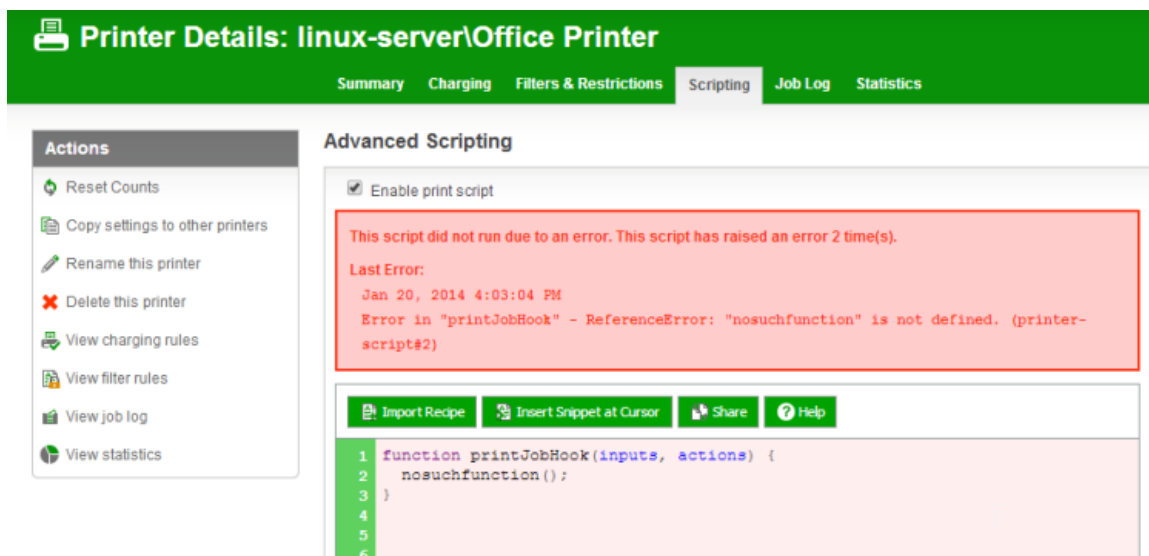 Printer Details: linux-server\Office Printer
Summary Charging Filters & Restrictions Scripting Job Log Statistics
Actions
Reset Counts
Copy settings to other printers
Rename this printer
Delete this printer
View charging rules
View filter rules
View job log
View statistics
Advanced Scripting
Enable print script
This script did not run due to an error. This script has raised an error 2 time(s).
Last Error:
Jan 20, 2014 4:03:04 PM
Error in "printJobHook" - ReferenceError: "nosuchfunction" is not defined. (printer-
script#2)
Import Recipe Insert Snippet at Cursor Share Help
1 function printJobHook(inputs, actions) {
2 nosuchfunction();
3 }
4
5
6